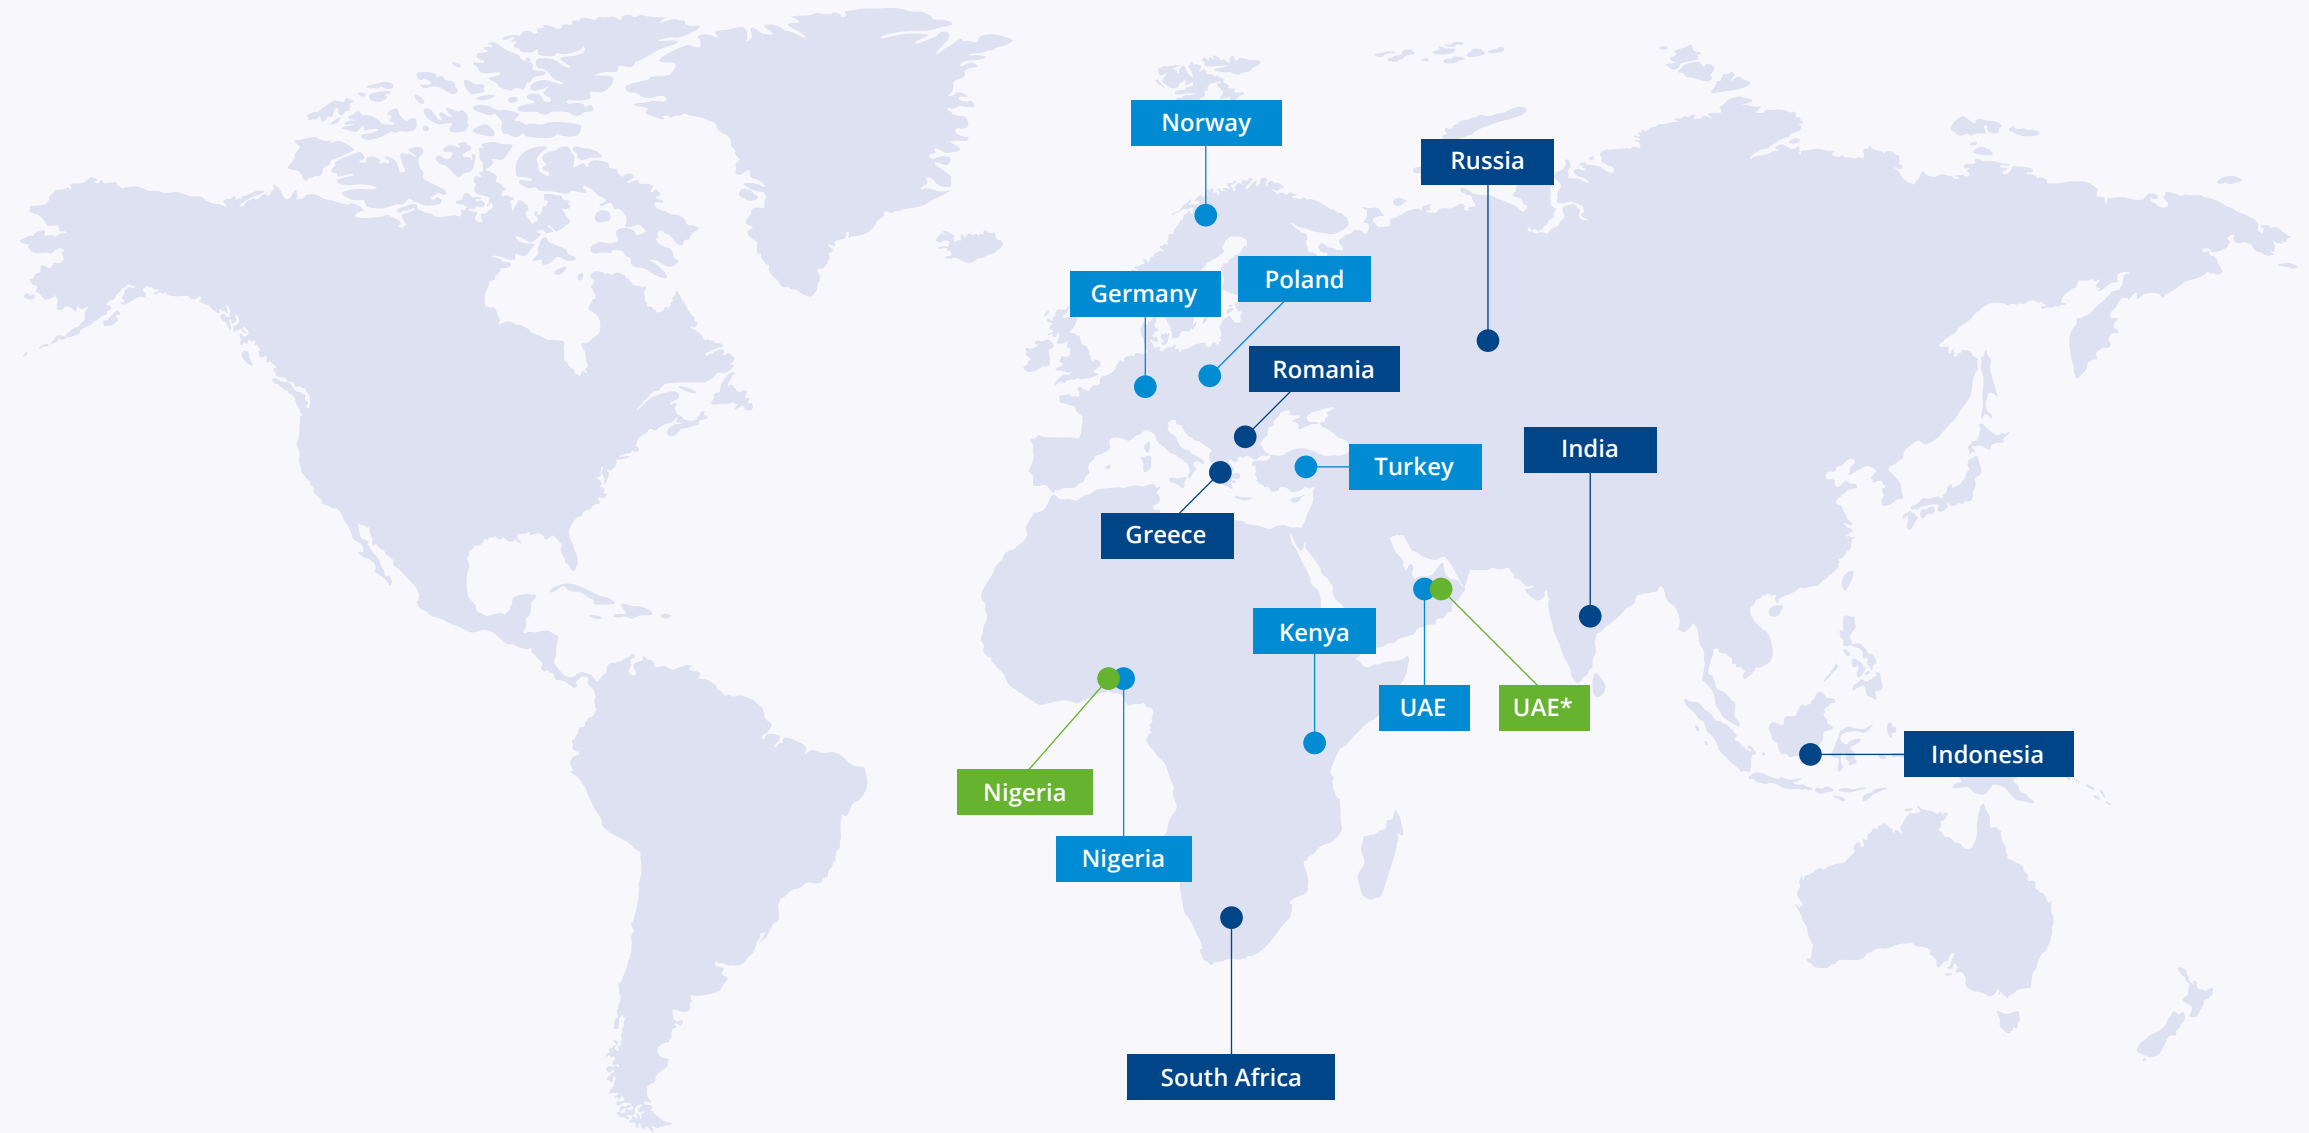 Norway
Russia
Germany
Poland
Romania
Turkey
India
Greece
Kenya
UAE
UAE*
Indonesia
Nigeria
Nigeria
South Africa